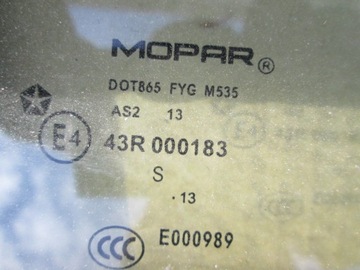 MOPAR®
DOT865 FYG M535
AS2 13
E4 43R 000183
S
. 13
CCC E000989